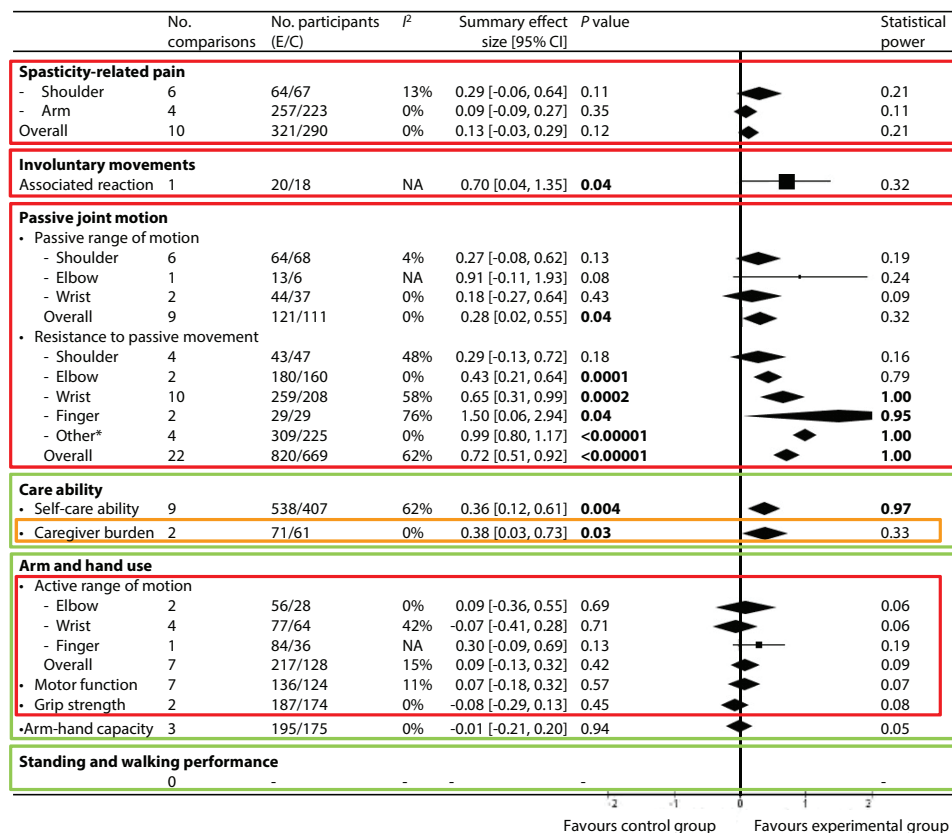 No. comparisons No. participants (E/C) I² Summary effect size [95% CI] P value Statistical power
Spasticity-related pain
- Shoulder 6 64/67 13% 0.29 [-0.06, 0.64] 0.11 0.21
- Arm 4 257/223 0% 0.09 [-0.09, 0.27] 0.35 0.11
Overall 10 321/290 0% 0.13 [-0.03, 0.29] 0.12 0.21
Involuntary movements
Associated reaction 1 20/18 NA 0.70 [0.04, 1.35] 0.04 0.32
Passive joint motion
• Passive range of motion
- Shoulder 6 64/68 4% 0.27 [-0.08, 0.62] 0.13 0.19
- Elbow 1 13/6 NA 0.91 [-0.11, 1.93] 0.08 0.24
- Wrist 2 44/37 0% 0.18 [-0.27, 0.64] 0.43 0.09
Overall 9 121/111 0% 0.28 [0.02, 0.55] 0.04 0.32
• Resistance to passive movement
- Shoulder 4 43/47 48% 0.29 [-0.13, 0.72] 0.18 0.16
- Elbow 2 180/160 0% 0.43 [0.21, 0.64] 0.0001 0.79
- Wrist 10 259/208 58% 0.65 [0.31, 0.99] 0.0002 1.00
- Finger 2 29/29 76% 1.50 [0.06, 2.94] 0.04 0.95
- Other* 4 309/225 0% 0.99 [0.80, 1.17] <0.00001 1.00
Overall 22 820/669 62% 0.72 [0.51, 0.92] <0.00001 1.00
Care ability
• Self-care ability 9 538/407 62% 0.36 [0.12, 0.61] 0.004 0.97
• Caregiver burden 2 71/61 0% 0.38 [0.03, 0.73] 0.03 0.33
Arm and hand use
• Active range of motion
- Elbow 2 56/28 0% 0.09 [-0.36, 0.55] 0.69 0.06
- Wrist 4 77/64 42% -0.07 [-0.41, 0.28] 0.71 0.06
- Finger 1 84/36 NA 0.30 [-0.09, 0.69] 0.13 0.19
Overall 7 217/128 15% 0.09 [-0.13, 0.32] 0.42 0.09
• Motor function 7 136/124 11% 0.07 [-0.18, 0.32] 0.57 0.07
• Grip strength 2 187/174 0% -0.08 [-0.29, 0.13] 0.45 0.08
•Arm-hand capacity 3 195/175 0% -0.01 [-0.21, 0.20] 0.94 0.05
Standing and walking performance
0 - - - - -
-2 -1 0 1 2
Favours control group Favours experimental group